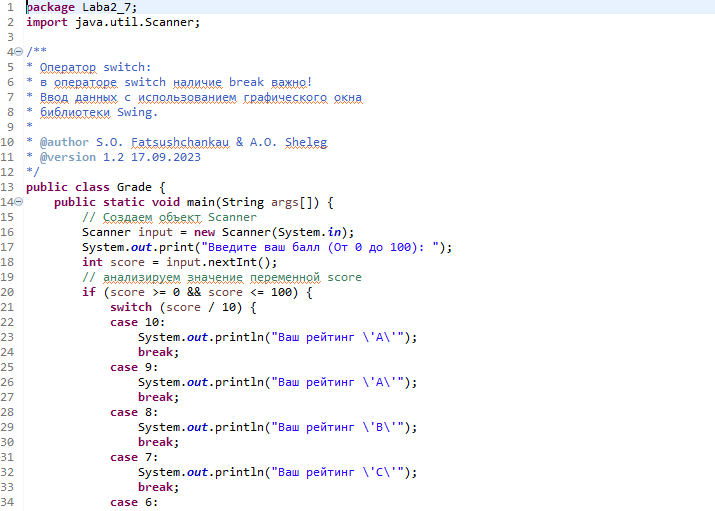 1 package Laba2_7;
2 import java.util.Scanner;
3
4 /**
5 * Оператор switch:
6 * в операторе switch наличие break важно!
7 * Ввод данных с использованием графического окна
8 * библиотеки Swing.
9 *
10 * @author S.O. Fatsushchankau & A.O. Sheleg
11 * @version 1.2 17.09.2023
12 */
13 public class Grade {
14 public static void main(String args[]) {
15 // Создаем объект Scanner
16 Scanner input = new Scanner(System.in);
17 System.out.print("Введите ваш балл (От 0 до 100): ");
18 int score = input.nextInt();
19 // анализируем значение переменной score
20 if (score >= 0 && score <= 100) {
21 switch (score / 10) {
22 case 10:
23 System.out.println("Ваш рейтинг \'A\'");
24 break;
25 case 9:
26 System.out.println("Ваш рейтинг \'A\'");
27 break;
28 case 8:
29 System.out.println("Ваш рейтинг \'B\'");
30 break;
31 case 7:
32 System.out.println("Ваш рейтинг \'C\'");
33 break;
34 case 6: